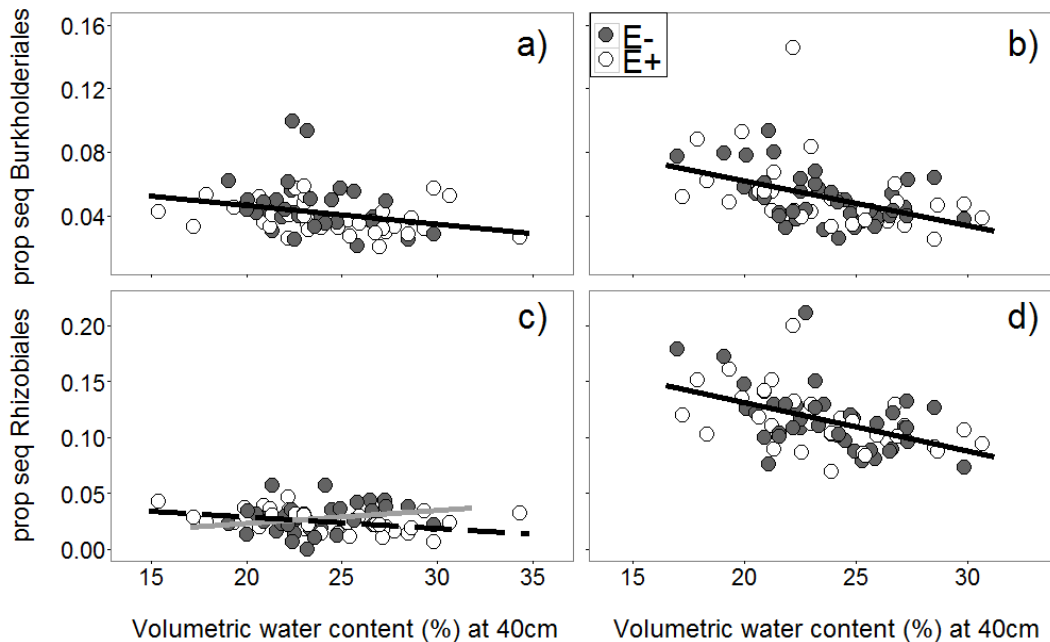 prop seq Burkholderiales
0.16
0.12
0.08
0.04
a)
E-
E+
b)
prop seq Rhizobiales
0.20
0.15
0.10
0.05
0.00
c)
d)
15 20 25 30 35
15 20 25 30
Volumetric water content (%) at 40cm
Volumetric water content (%) at 40cm